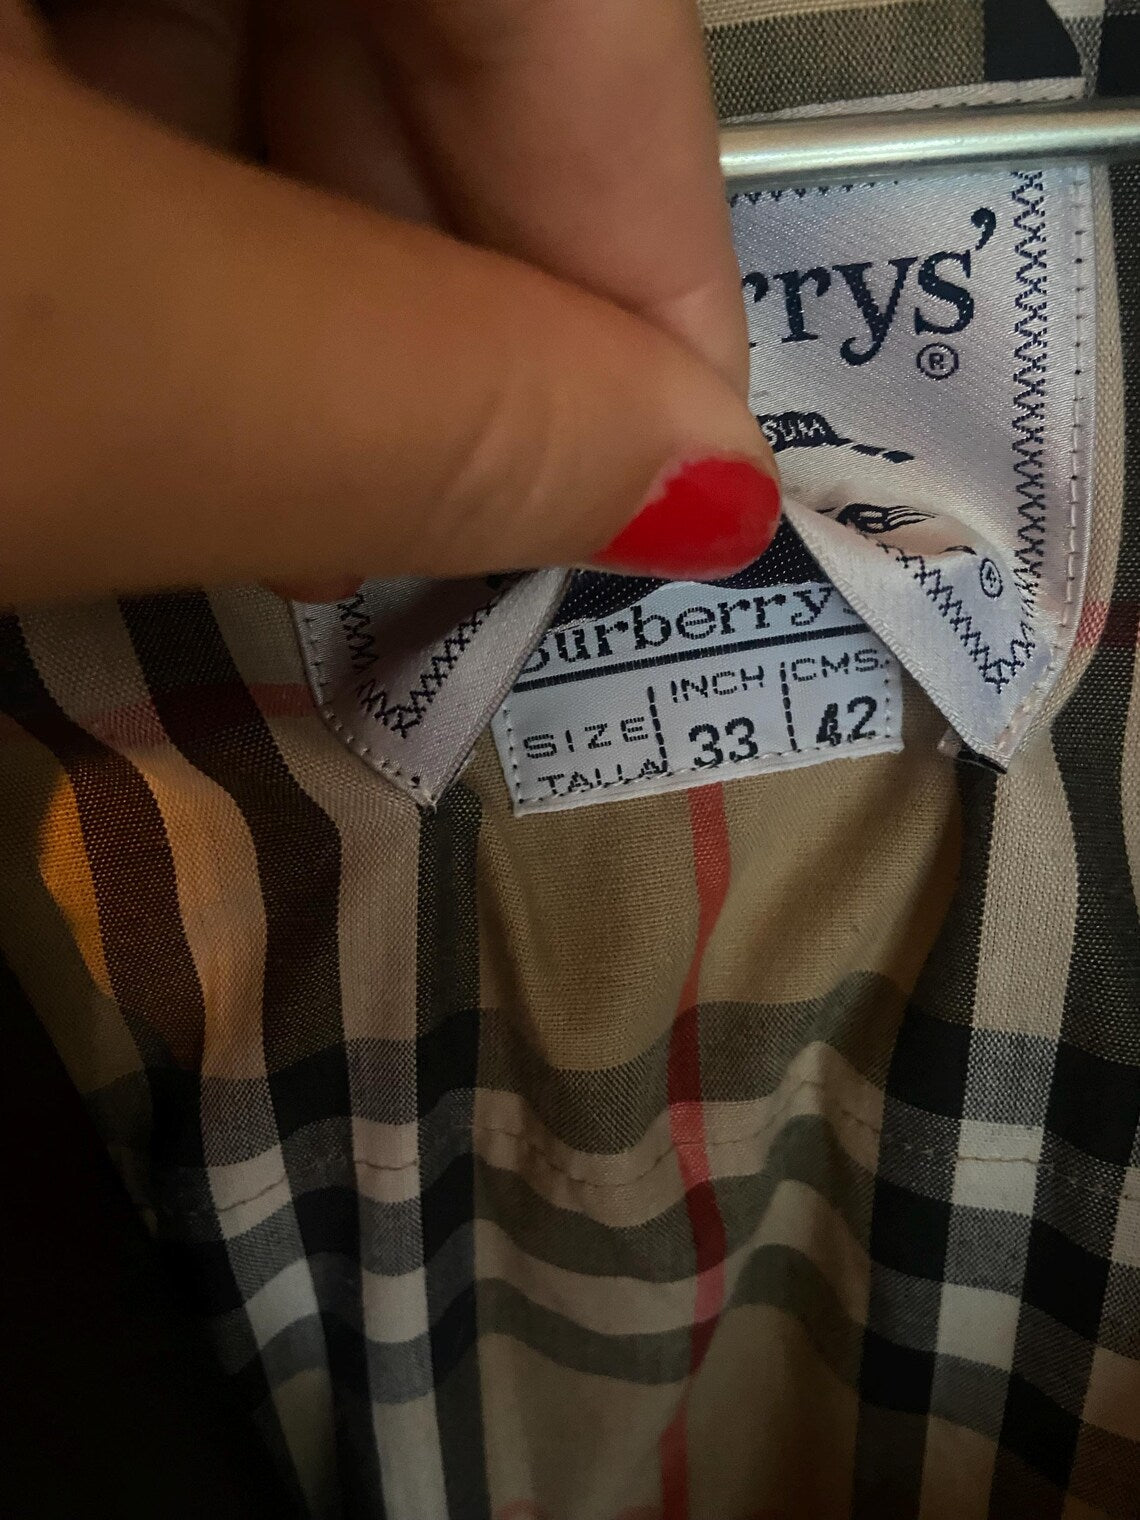 rrys'
®
SUM
®
Burberrys
INCH CMS.
SIZE 33 42
TALLA